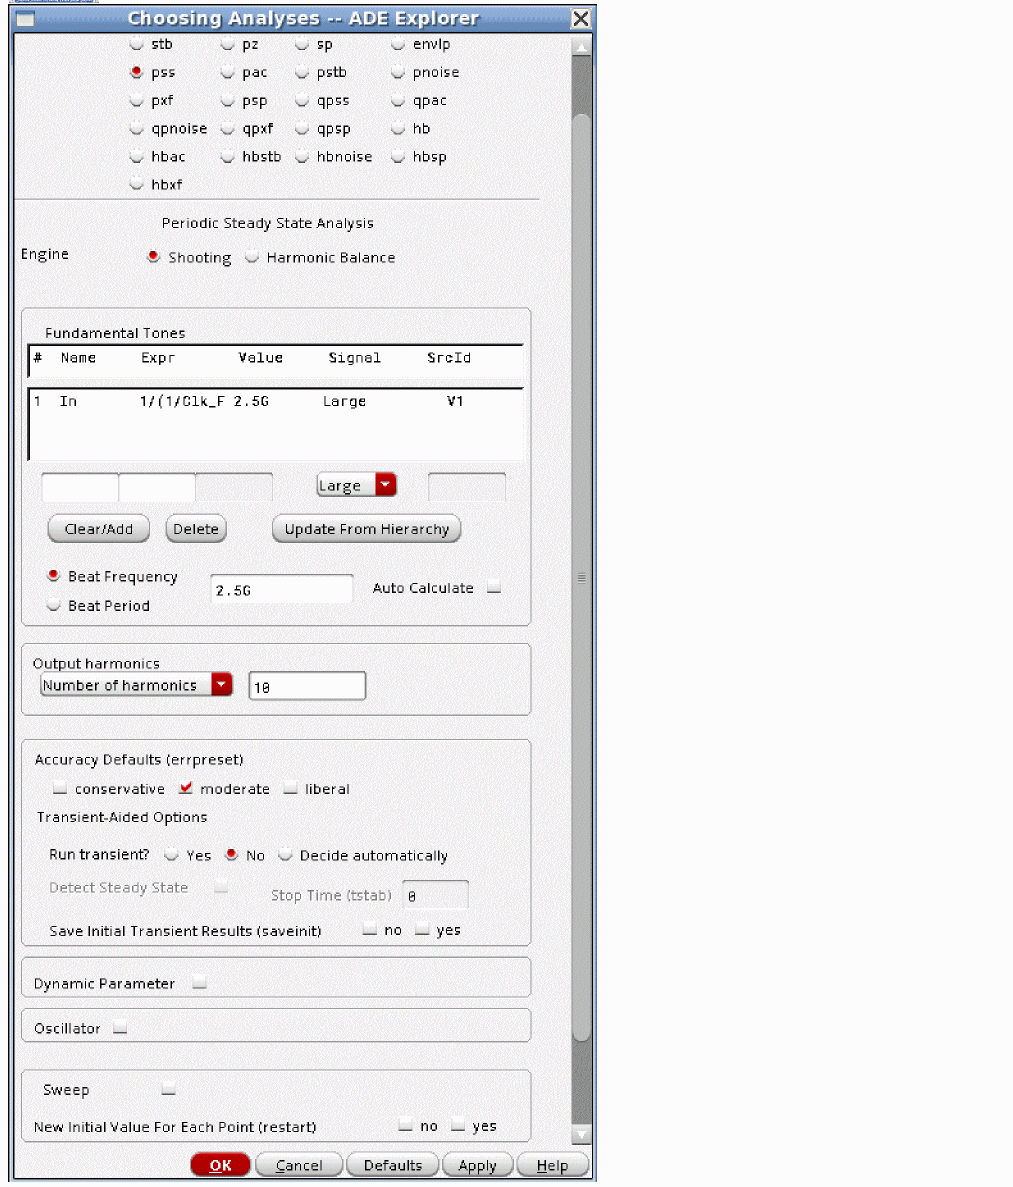 Choosing Analyses -- ADE Explorer
stb pz sp envlp
pss pac pstb pnoise
pxf psp qpss qpac
qpnoise qpxf qpsp hb
hbac hbstb hbnoise hbsp
hbxf
Periodic Steady State Analysis
Engine Shooting Harmonic Balance
Fundamental Tones
# Name Expr Value Signal SrcId
1 In 1/(1/Clk_F 2.5G Large V1
Large
Clear/Add Delete Update From Hierarchy
Beat Frequency
2.5G Auto Calculate
Beat Period
Output harmonics
Number of harmonics 10
Accuracy Defaults (errpreset)
conservative moderate liberal
Transient-Aided Options
Run transient? Yes No Decide automatically
Detect Steady State Stop Time (tstab) 0
Save Initial Transient Results (saveinit) no yes
Dynamic Parameter
Oscillator
Sweep
New Initial Value For Each Point (restart) no yes
OK Cancel Defaults Apply Help